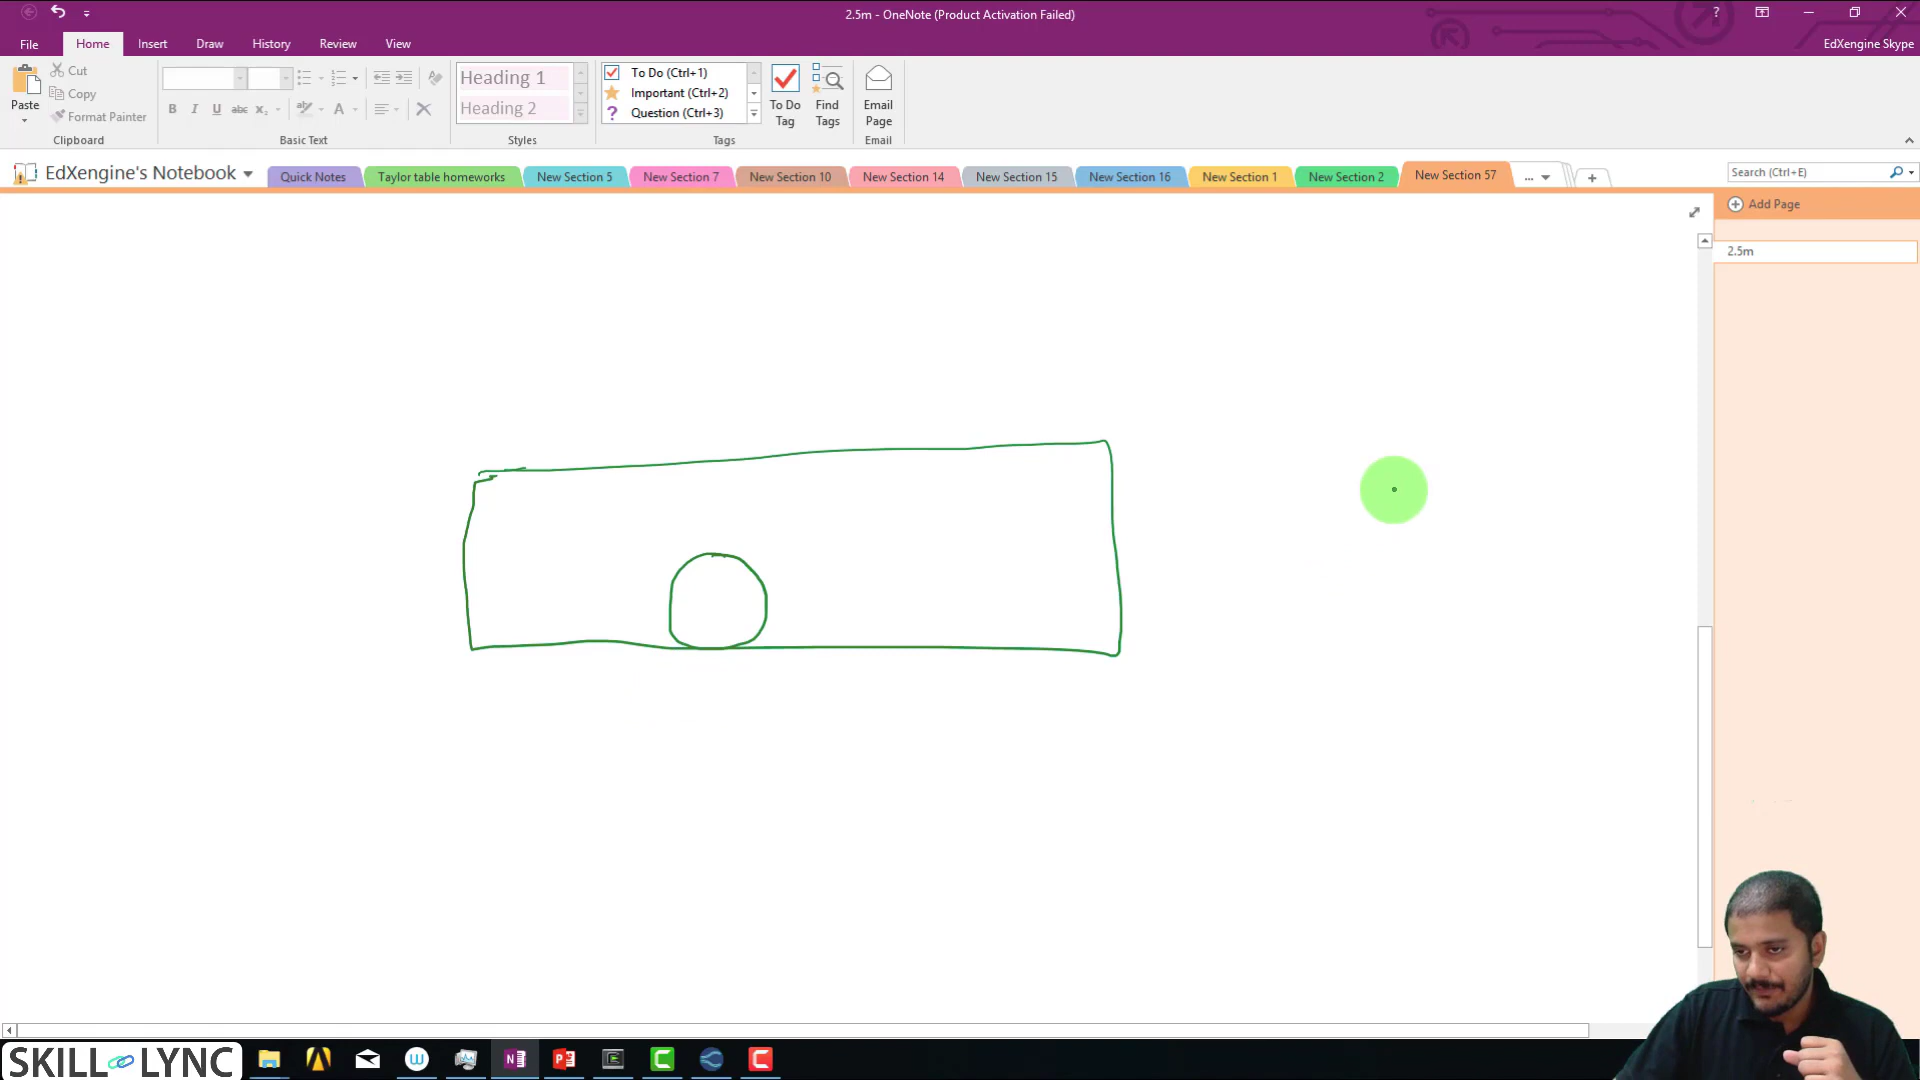 2.5m - OneNote (Product Activation Failed)
?
File
Home
Insert
Draw
History
Review
View
EdXengine Skype
Paste
Cut
Copy
Format Painter
Clipboard
B I U abc x₂ A
Basic Text
Heading 1
Heading 2
Styles
To Do (Ctrl+1)
Important (Ctrl+2)
? Question (Ctrl+3)
Tags
To Do
Tag
Find
Tags
Email
Page
Email
EdXengine's Notebook
Quick Notes
Taylor table homeworks
New Section 5
New Section 7
New Section 10
New Section 14
New Section 15
New Section 16
New Section 1
New Section 2
New Section 57
...
Search (Ctrl+E)
Add Page
2.5m
SKILL LYNC